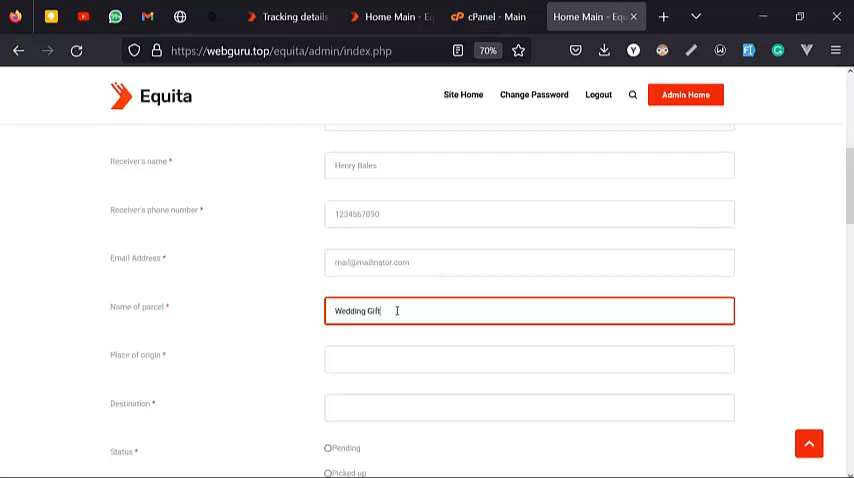 Tracking details
Home Main - Eq
cPanel - Main
Home Main - Equ
https://webguru.top/equita/admin/index.php
70%
Equita
Site Home
Change Password
Logout
Admin Home
Receiver's name *
Henry Bales
Receiver's phone number *
1234567890
Email Address *
mail@mailinator.com
Name of parcel *
Wedding Gift
Place of origin *
Destination *
Status *
Pending
Picked up